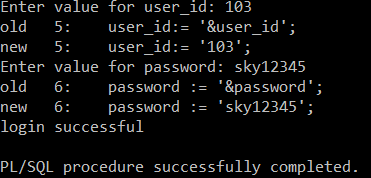 Enter value for user_id: 103
old   5:    user_id:= '&user_id';
new   5:    user_id:= '103';
Enter value for password: sky12345
old   6:    password := '&password';
new   6:    password := 'sky12345';
login successful
PL/SQL procedure successfully completed.